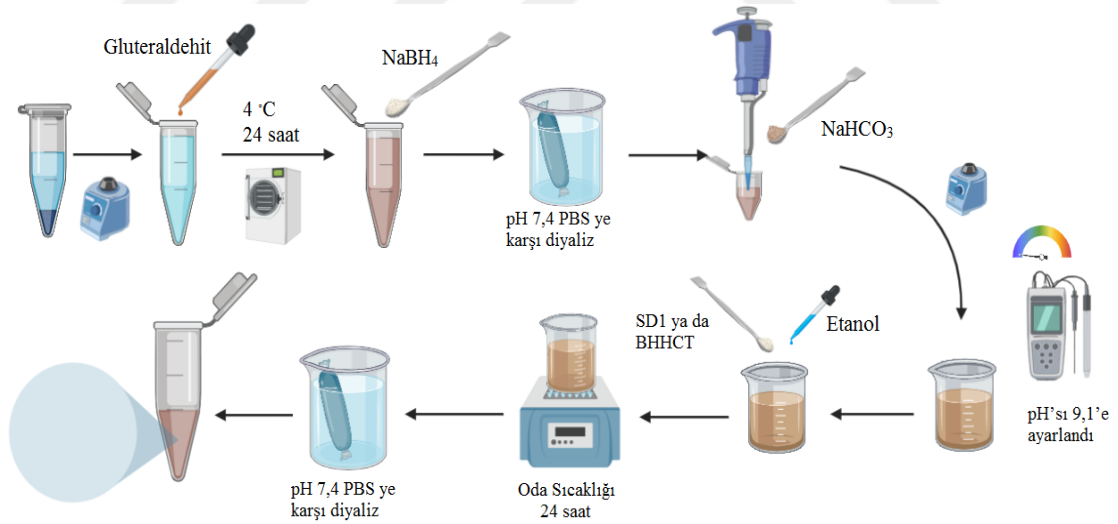 Gluteraldehit
4 °C
24 saat
NaBH₄
pH 7,4 PBS ye
karşı diyaliz
NaHCO₃
pH’sı 9,1’e
ayarlandı
Etanol
SD1 ya da
BHHCT
Oda Sıcaklığı
24 saat
pH 7,4 PBS ye
karşı diyaliz